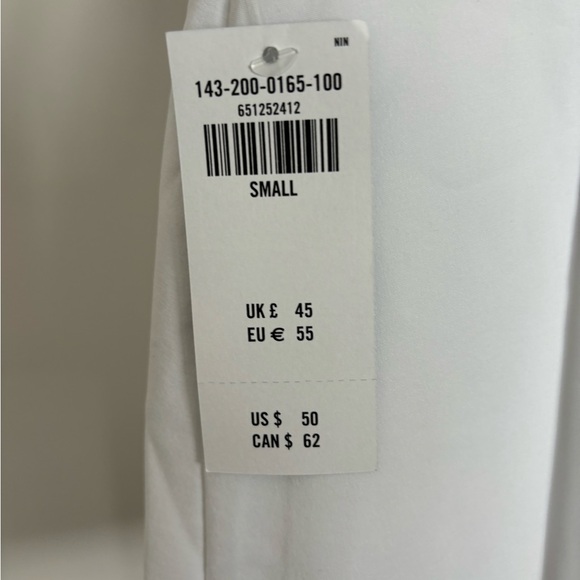 NIN
143-200-0165-100
651252412
SMALL
UK £ 45
EU € 55
US $ 50
CAN $ 62